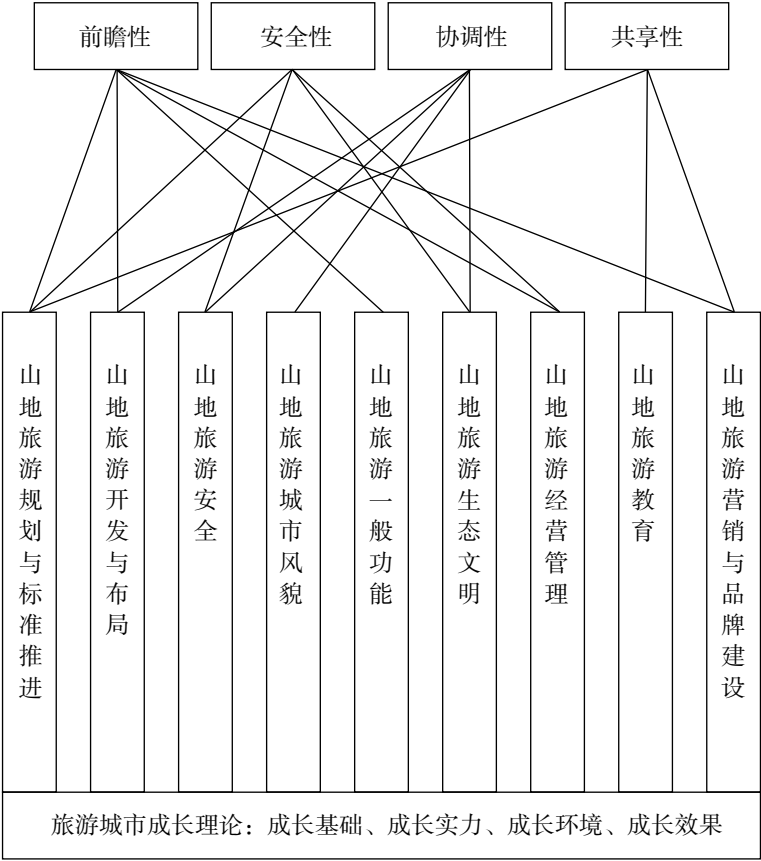 前瞻性
安全性
协调性
共享性
山地旅游规划与标准推进
山地旅游开发与布局
山地旅游安全
山地旅游城市风貌
山地旅游一般功能
山地旅游生态文明
山地旅游经营管理
山地旅游教育
山地旅游营销与品牌建设
旅游城市成长理论：成长基础、成长实力、成长环境、成长效果